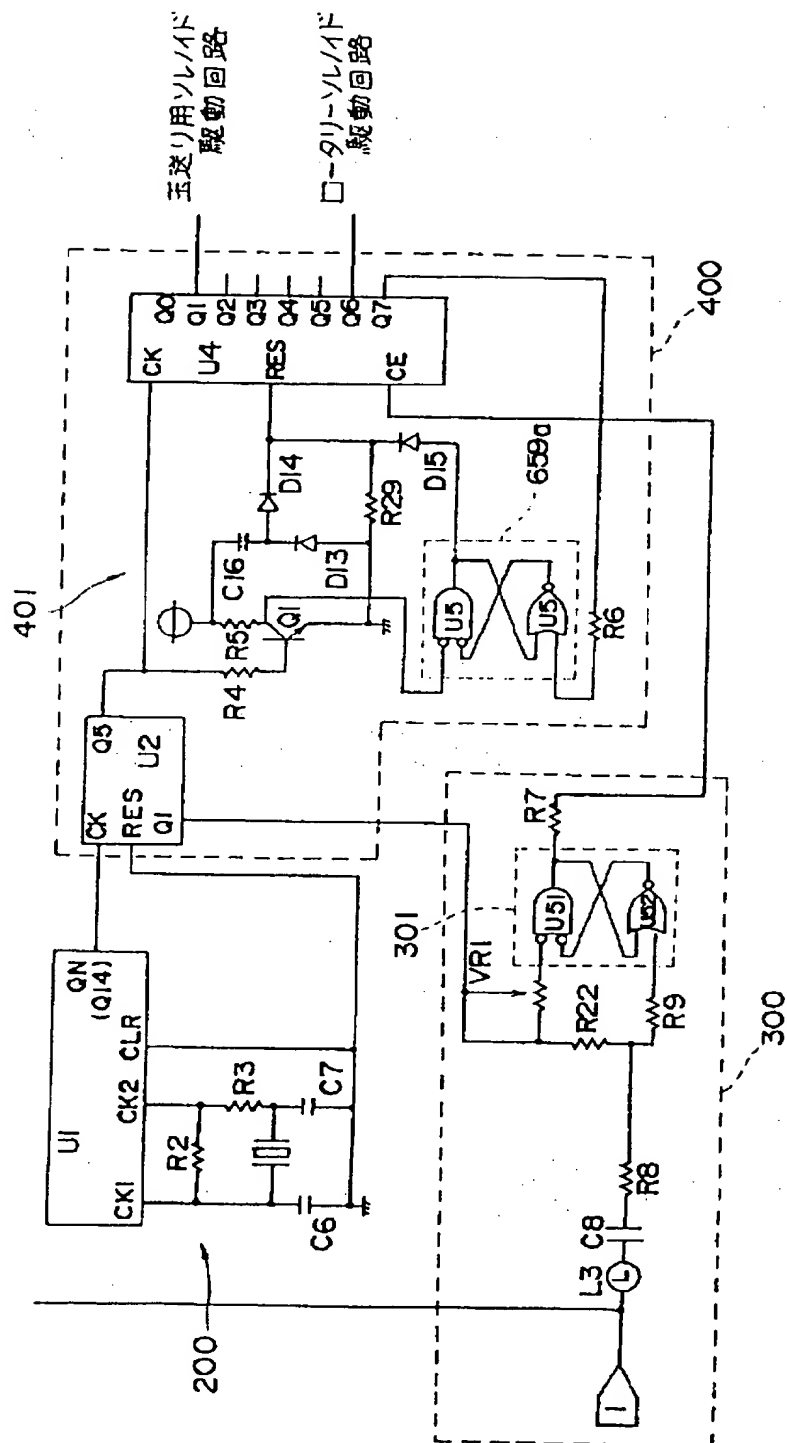 玉送り用ソレノイド
駆動回路
ロータリーソレノイド
駆動回路
401
400
CK
U4
RES
CE
Q0
Q1
Q2
Q3
Q4
Q5
Q6
Q7
D14
C16
D13
R29
D15
R5
Q1
R4
659a
U5
U5
R6
CK
Q5
U2
RES
Q1
U1
QN
(Q14)
CLR
CK2
CK1
R2
R3
C7
C6
200
R7
301
U51
U52
VR1
R22
R9
300
R8
C8
L3
L
1